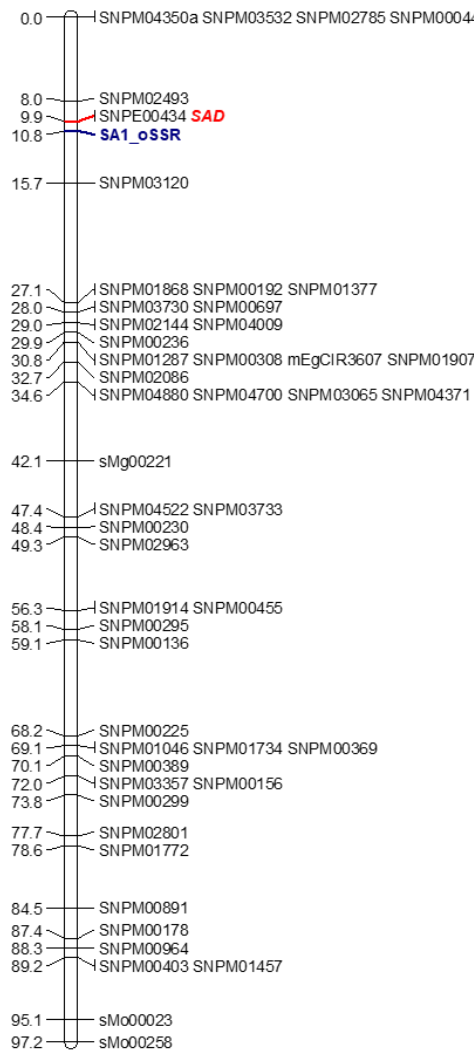 0.0 SNPM04350a SNPM03532 SNPM02785 SNPM00044
8.0 SNPM02493
9.9 SNPE00434 SAD
10.8 SA1_oSSR
15.7 SNPM03120
27.1 SNPM01868 SNPM00192 SNPM01377
28.0 SNPM03730 SNPM00697
29.0 SNPM02144 SNPM04009
29.9 SNPM00236
30.8 SNPM01287 SNPM00308 mEgCIR3607 SNPM01907
32.7 SNPM02086
34.6 SNPM04880 SNPM04700 SNPM03065 SNPM04371
42.1 sMg00221
47.4 SNPM04522 SNPM03733
48.4 SNPM00230
49.3 SNPM02963
56.3 SNPM01914 SNPM00455
58.1 SNPM00295
59.1 SNPM00136
68.2 SNPM00225
69.1 SNPM01046 SNPM01734 SNPM00369
70.1 SNPM00389
72.0 SNPM03357 SNPM00156
73.8 SNPM00299
77.7 SNPM02801
78.6 SNPM01772
84.5 SNPM00891
87.4 SNPM00178
88.3 SNPM00964
89.2 SNPM00403 SNPM01457
95.1 sMo00023
97.2 sMo00258